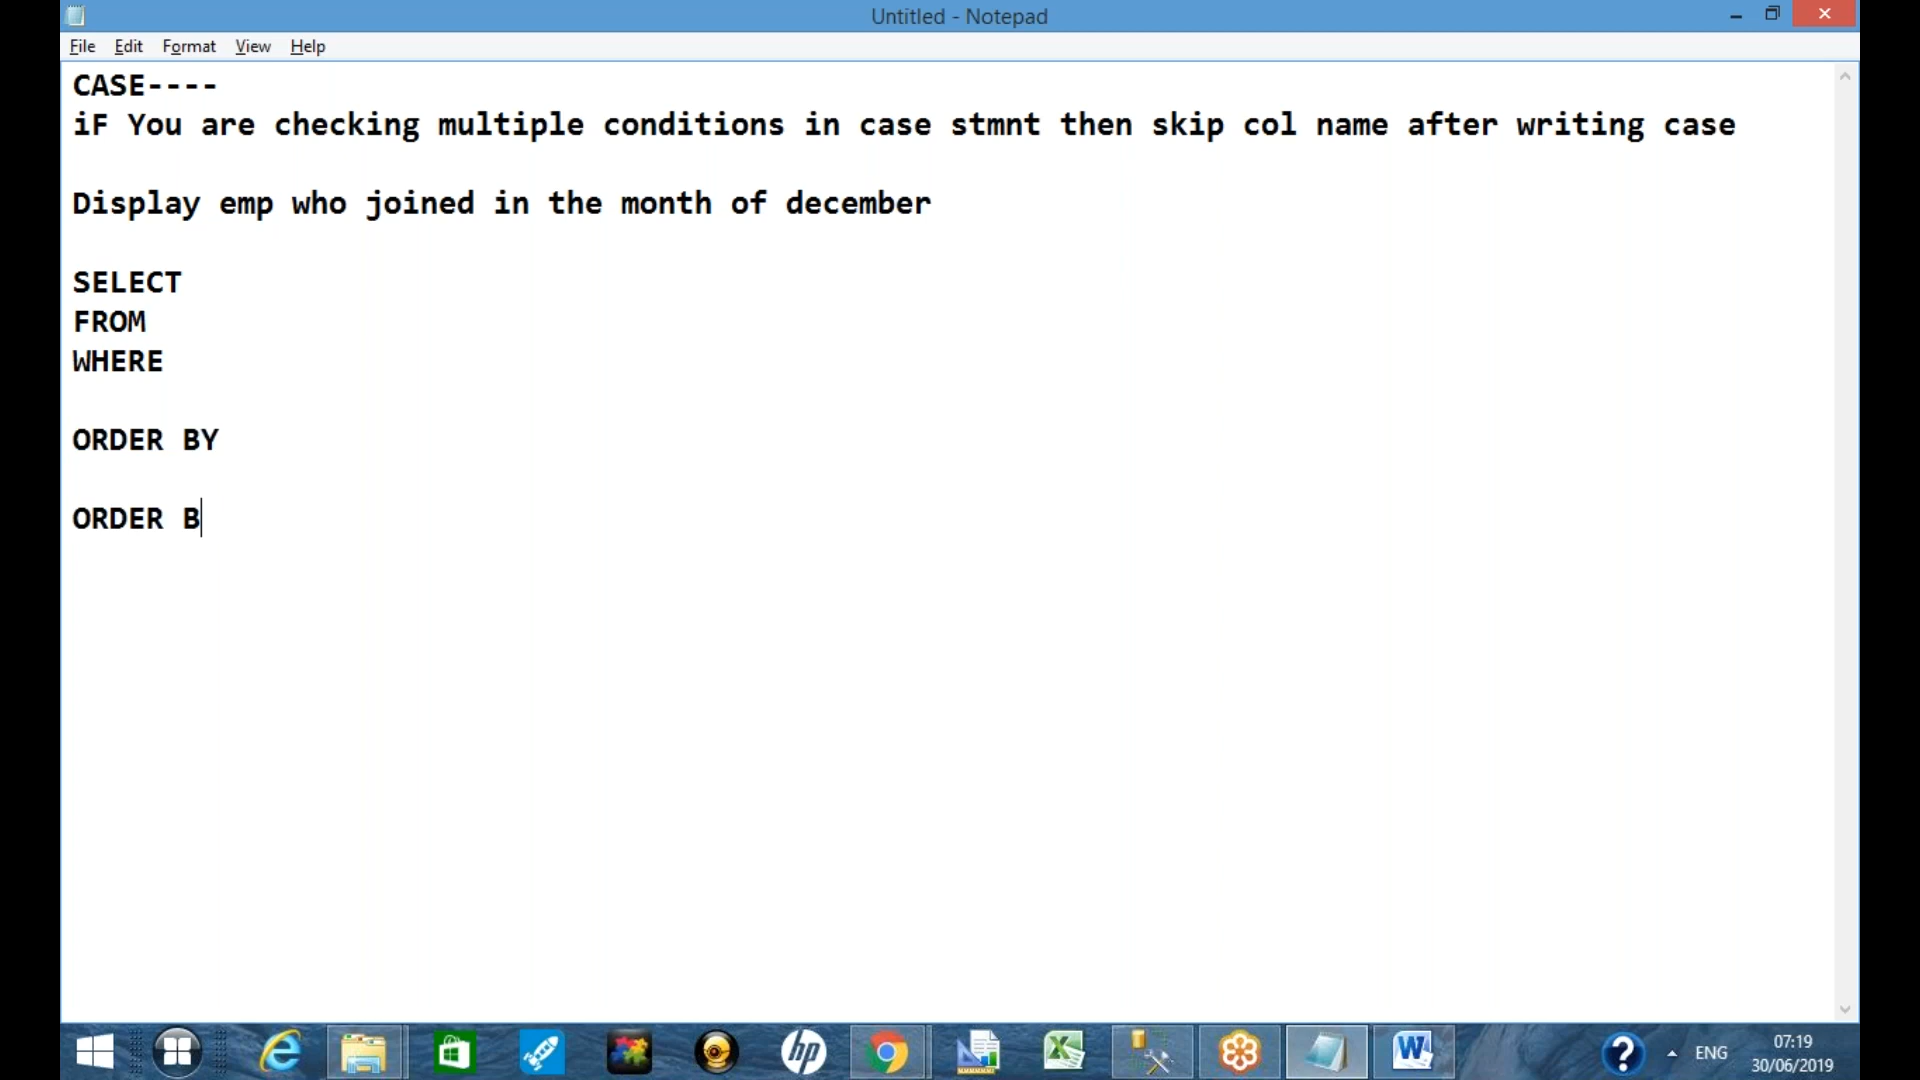 Untitled - Notepad
File Edit Format View Help
CASE----
iF You are checking multiple conditions in case stmnt then skip col name after writing case
Display emp who joined in the month of december
SELECT
FROM
WHERE
ORDER BY
ORDER B
hp
ENG
07:19
30/06/2019